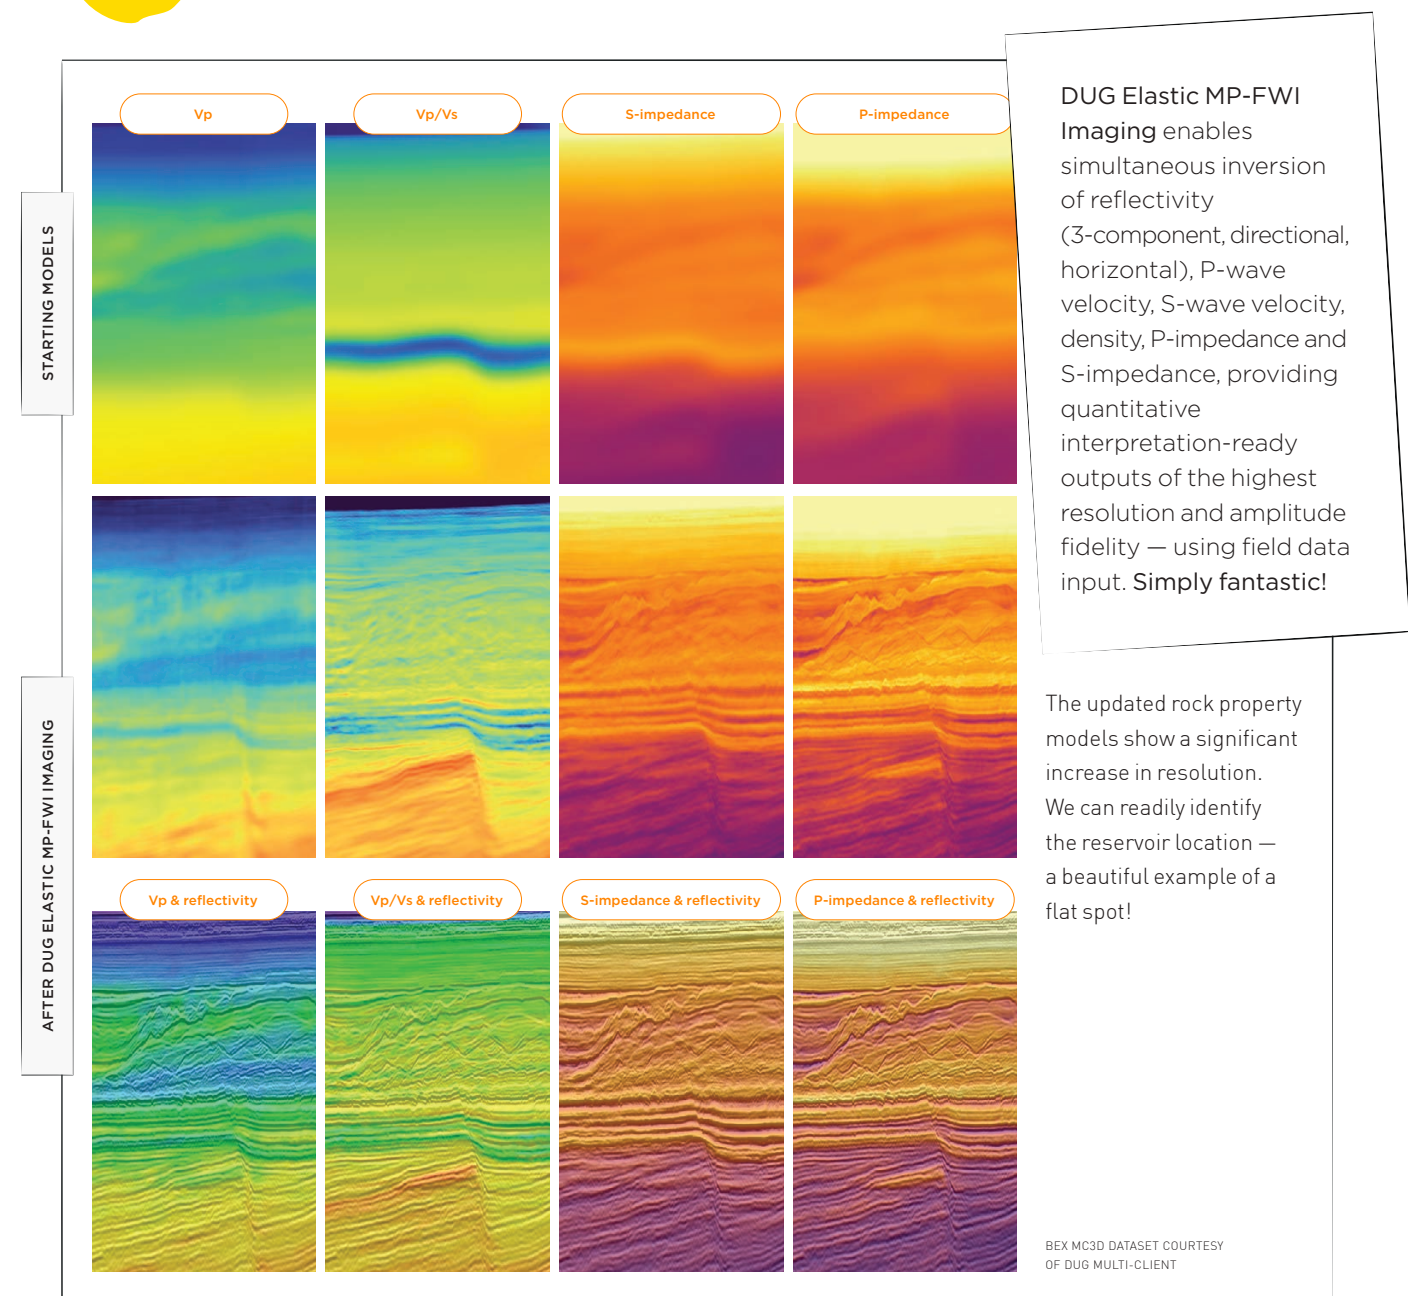 Vp
Vp/Vs
S-impedance
P-impedance
STARTING MODELS
AFTER DUG ELASTIC MP-FWI IMAGING
Vp & reflectivity
Vp/Vs & reflectivity
S-impedance & reflectivity
P-impedance & reflectivity
DUG Elastic MP-FWI
Imaging enables
simultaneous inversion
of reflectivity
(3-component, directional,
horizontal), P-wave
velocity, S-wave velocity,
density, P-impedance and
S-impedance, providing
quantitative
interpretation-ready
outputs of the highest
resolution and amplitude
fidelity — using field data
input. Simply fantastic!
The updated rock property
models show a significant
increase in resolution.
We can readily identify
the reservoir location —
a beautiful example of a
flat spot!
BEX MC3D DATASET COURTESY
OF DUG MULTI-CLIENT